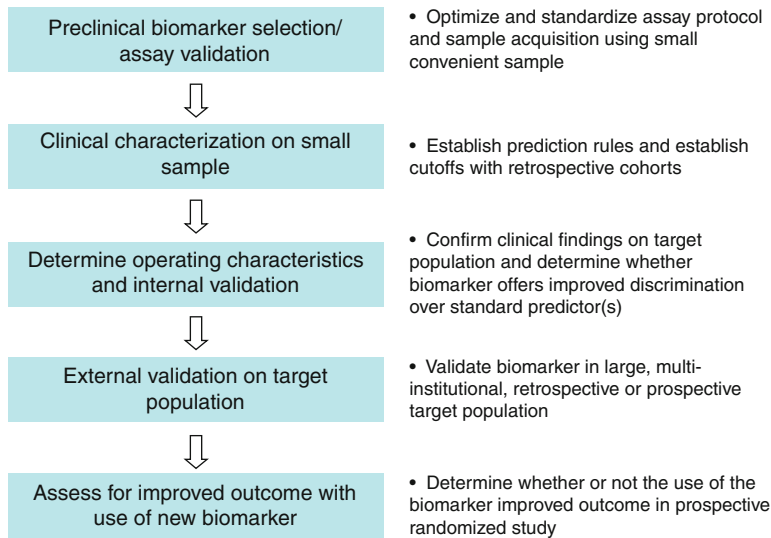 Preclinical biomarker selection/
assay validation
• Optimize and standardize assay protocol
and sample acquisition using small
convenient sample
Clinical characterization on small
sample
• Establish prediction rules and establish
cutoffs with retrospective cohorts
Determine operating characteristics
and internal validation
• Confirm clinical findings on target
population and determine whether
biomarker offers improved discrimination
over standard predictor(s)
External validation on target
population
• Validate biomarker in large, multi-
institutional, retrospective or prospective
target population
Assess for improved outcome with
use of new biomarker
• Determine whether or not the use of the
biomarker improved outcome in prospective
randomized study